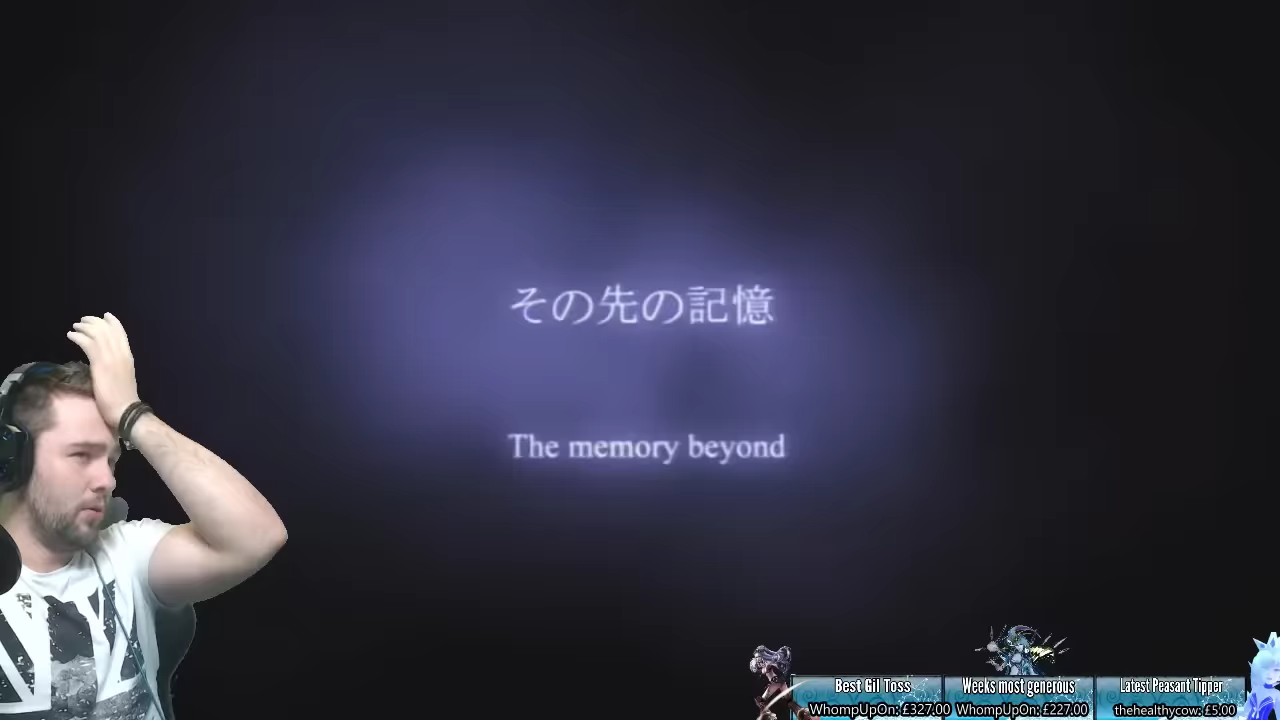 その先の記憶
The memory beyond
Best Gil Toss
Weeks most generous
Latest Peasant Tipper
WhompUpOn: £327.00
WhompUpOn: £227.00
thehealthycow: £5.00